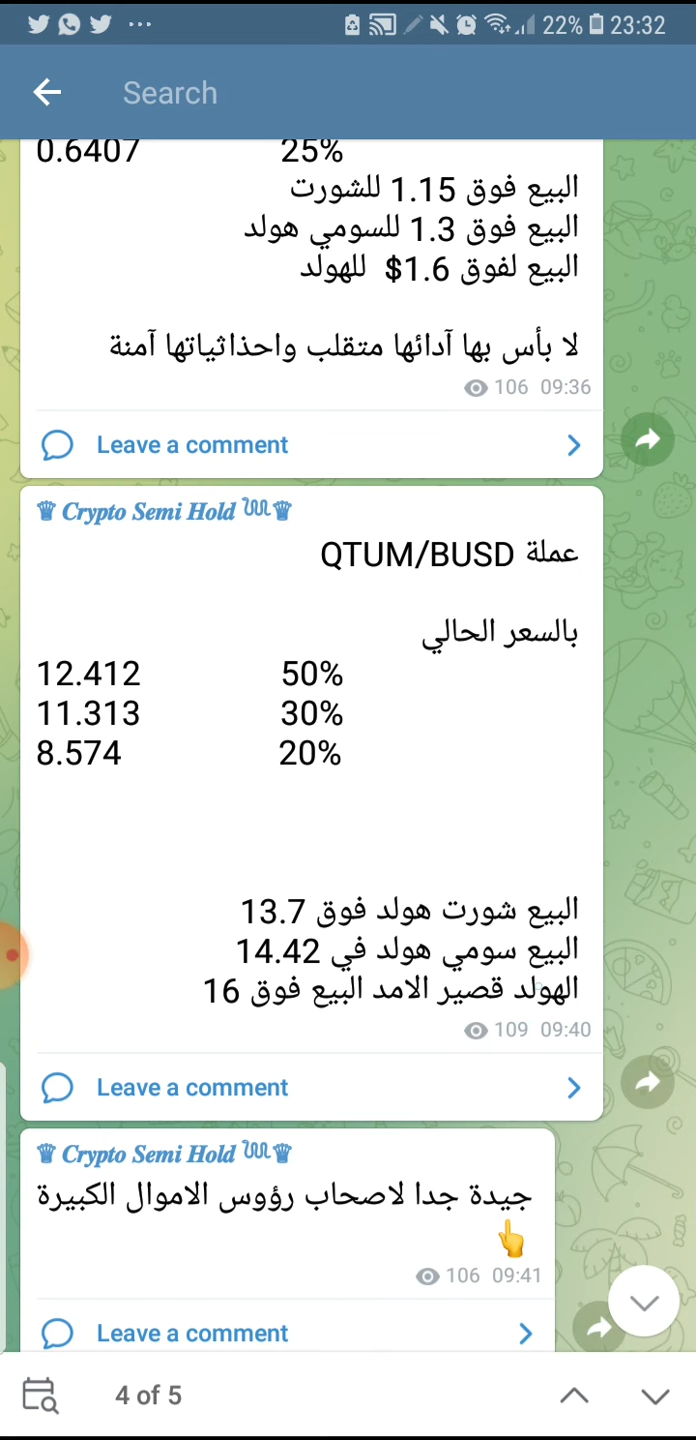 22% 23:32
Search
0.6407 25%
البيع فوق 1.15 للشورت
البيع فوق 1.3 للسومي هولد
البيع لفوق 1.6$ للهولد
لا بأس بها آدائها متقلب واحذاثياتها آمنة
106 09:36
Leave a comment
Crypto Semi Hold
عملة QTUM/BUSD
بالسعر الحالي
12.412 50%
11.313 30%
8.574 20%
البيع شورت هولد فوق 13.7
البيع سومي هولد في 14.42
الهولد قصير الامد البيع فوق 16
109 09:40
Leave a comment
Crypto Semi Hold
جيدة جدا لاصحاب رؤوس الاموال الكبيرة
106 09:41
Leave a comment
4 of 5